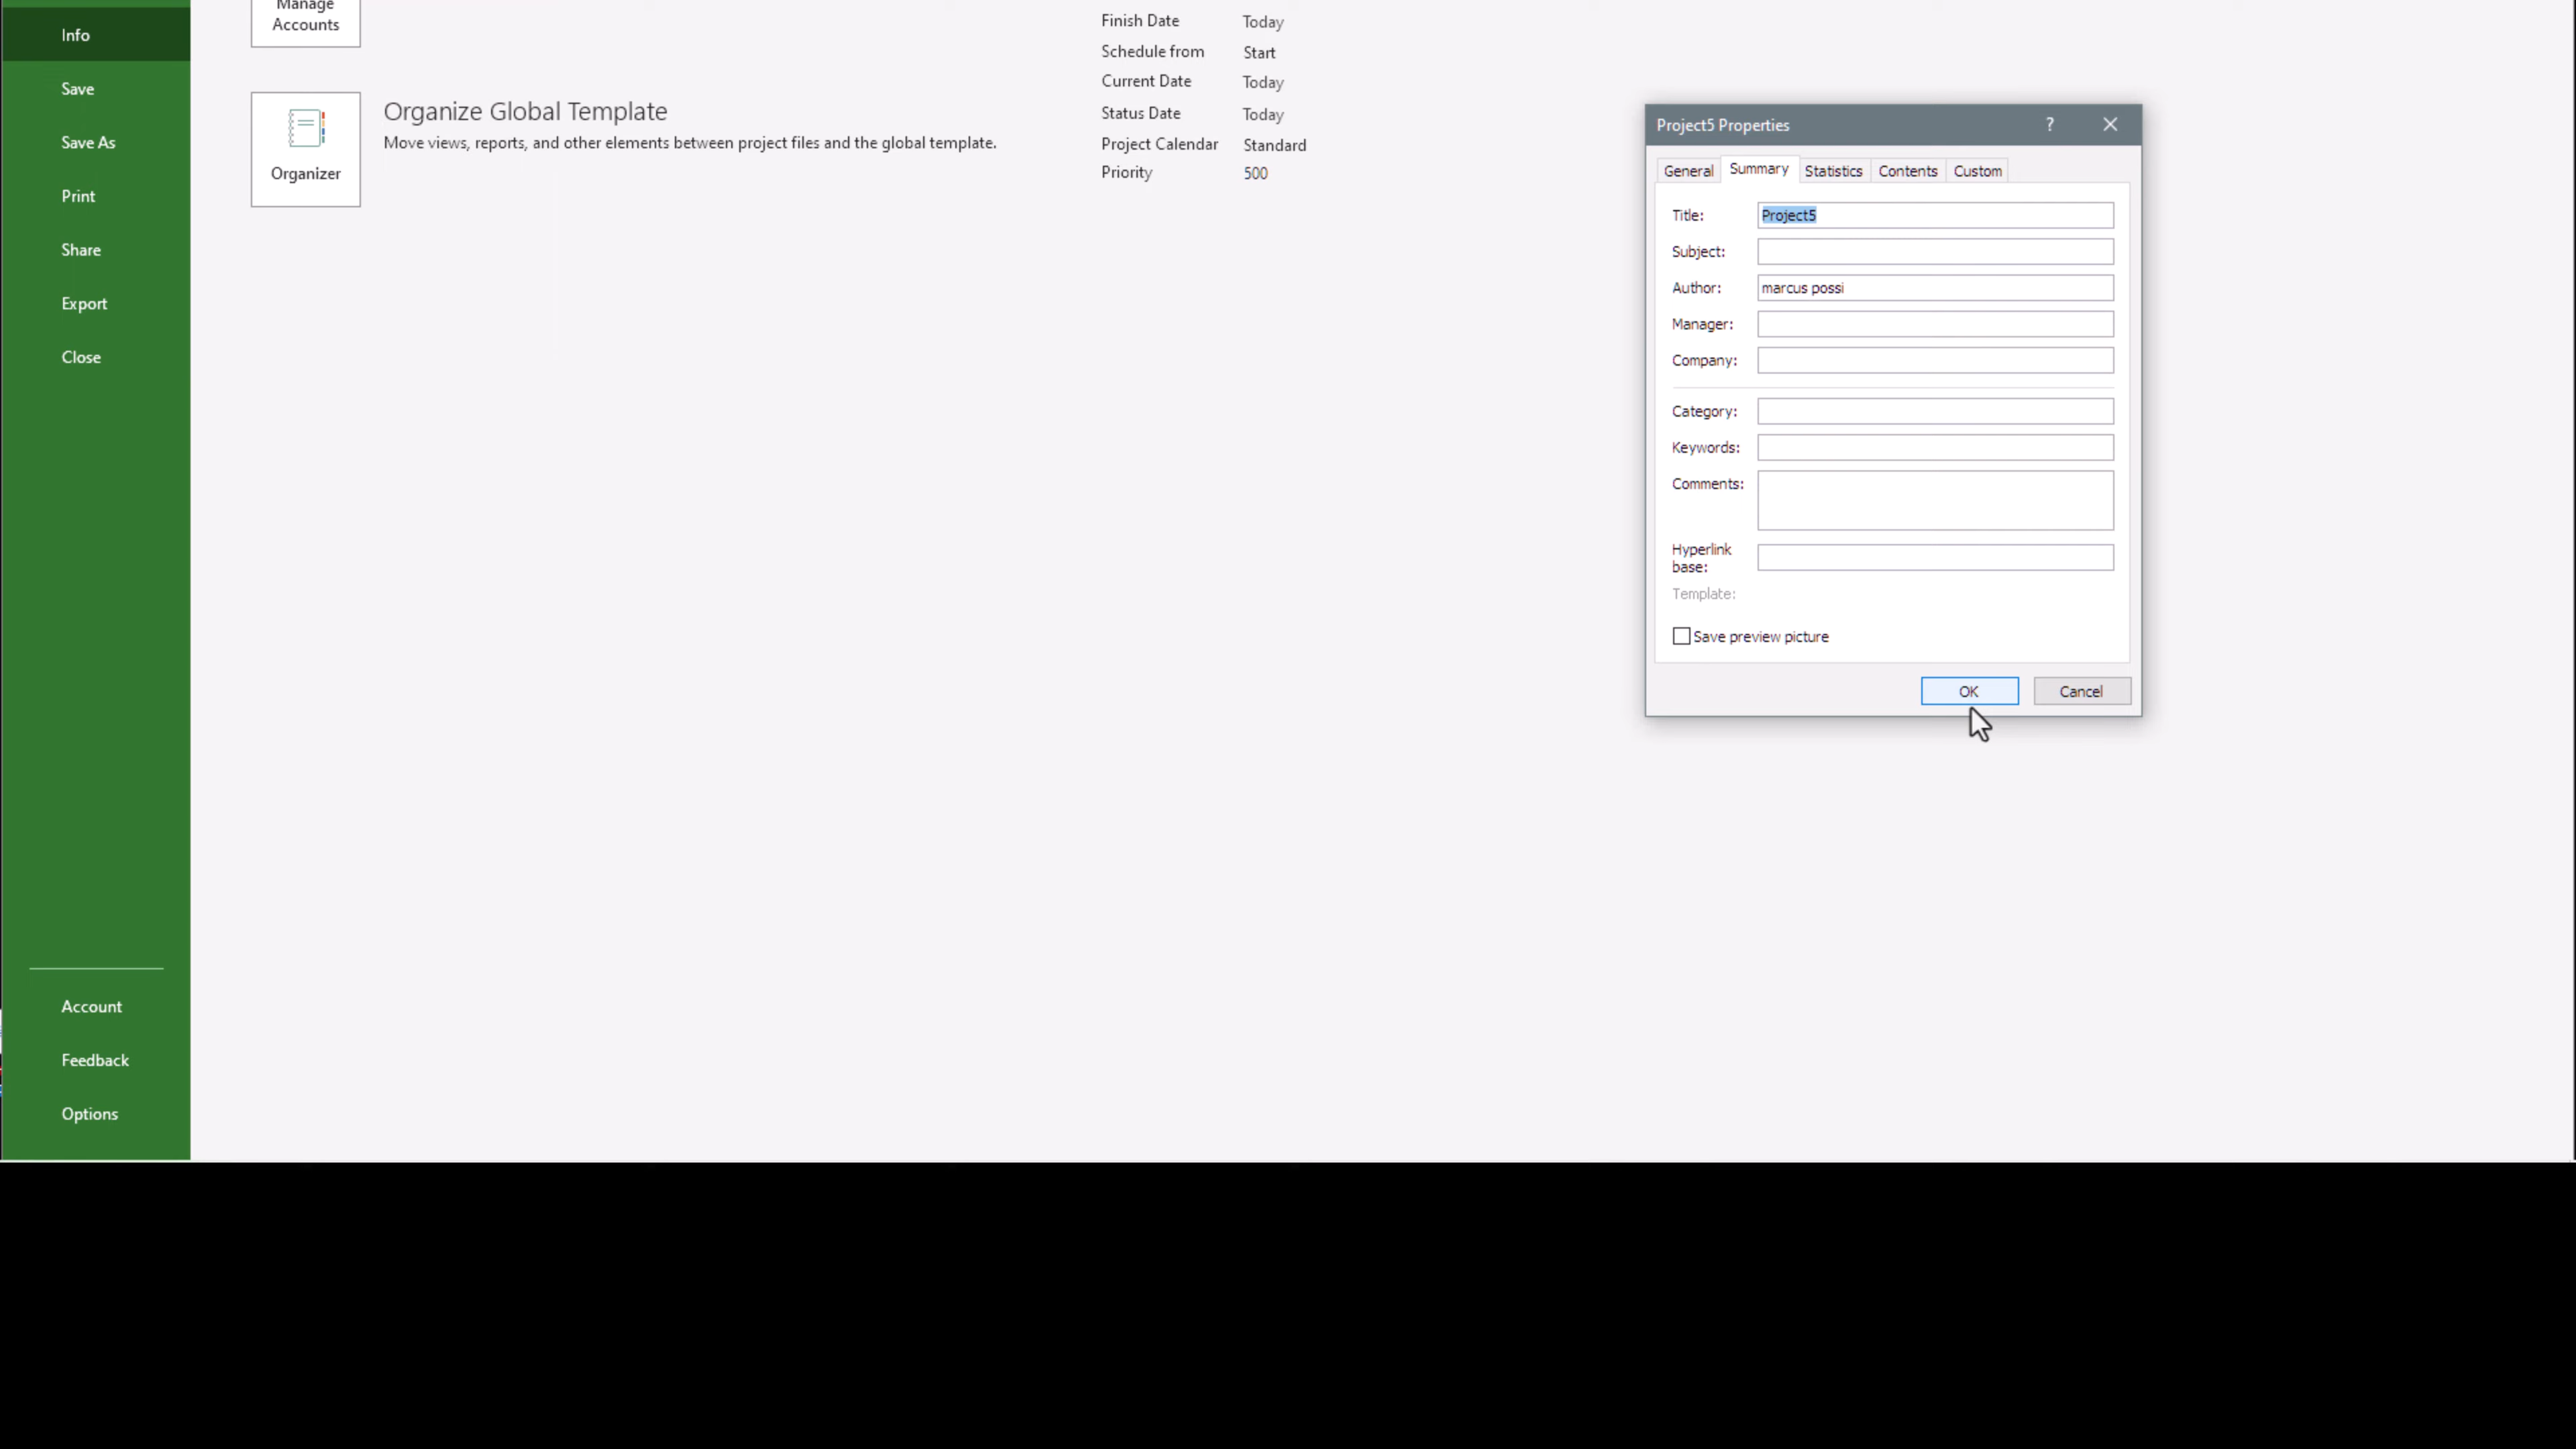 Info
Save
Save As
Print
Share
Export
Close
Account
Feedback
Options
Manage
Accounts
Organizer
Organize Global Template
Move views, reports, and other elements between project files and the global template.
Finish Date Today
Schedule from Start
Current Date Today
Status Date Today
Project Calendar Standard
Priority 500
Project5 Properties ?
General Summary Statistics Contents Custom
Title: Project5
Subject:
Author: marcus possi
Manager:
Company:
Category:
Keywords:
Comments:
Hyperlink
base:
Template:
Save preview picture
OK Cancel